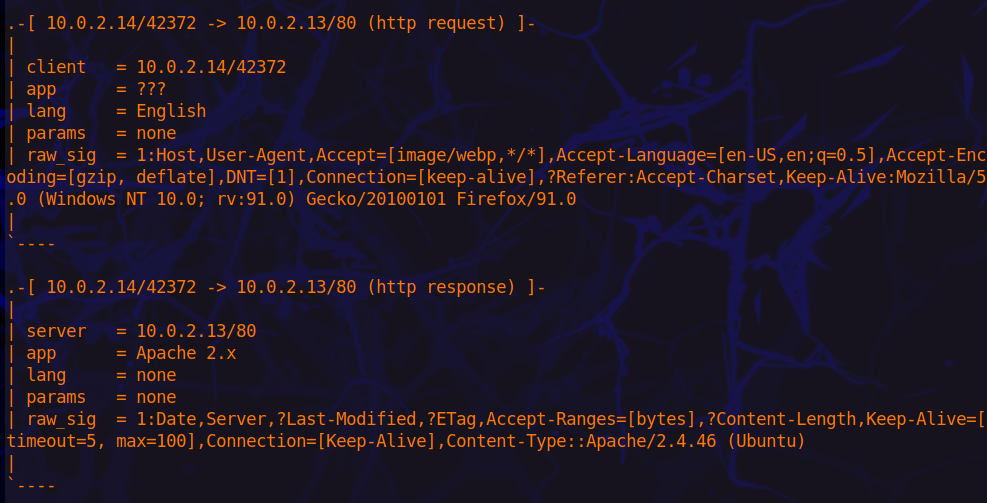 .-[ 10.0.2.14/42372 -> 10.0.2.13/80 (http request) ]-
|
| client   = 10.0.2.14/42372
| app      = ???
| lang     = English
| params   = none
| raw_sig  = 1:Host,User-Agent,Accept=[image/webp,*/*],Accept-Language=[en-US,en;q=0.5],Accept-Enc
oding=[gzip, deflate],DNT=[1],Connection=[keep-alive],?Referer:Accept-Charset,Keep-Alive:Mozilla/5
.0 (Windows NT 10.0; rv:91.0) Gecko/20100101 Firefox/91.0
|
`----
.-[ 10.0.2.14/42372 -> 10.0.2.13/80 (http response) ]-
|
| server   = 10.0.2.13/80
| app      = Apache 2.x
| lang     = none
| params   = none
| raw_sig  = 1:Date,Server,?Last-Modified,?ETag,Accept-Ranges=[bytes],?Content-Length,Keep-Alive=[
timeout=5, max=100],Connection=[Keep-Alive],Content-Type::Apache/2.4.46 (Ubuntu)
|
`----